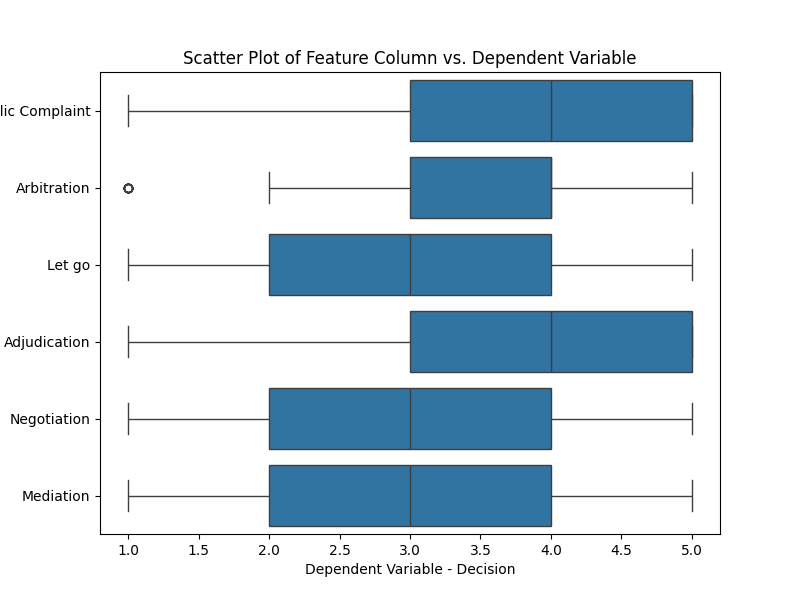 Scatter Plot of Feature Column vs. Dependent Variable
lic Complaint
Arbitration
Let go
Adjudication
Negotiation
Mediation
1.0 1.5 2.0 2.5 3.0 3.5 4.0 4.5 5.0
Dependent Variable - Decision